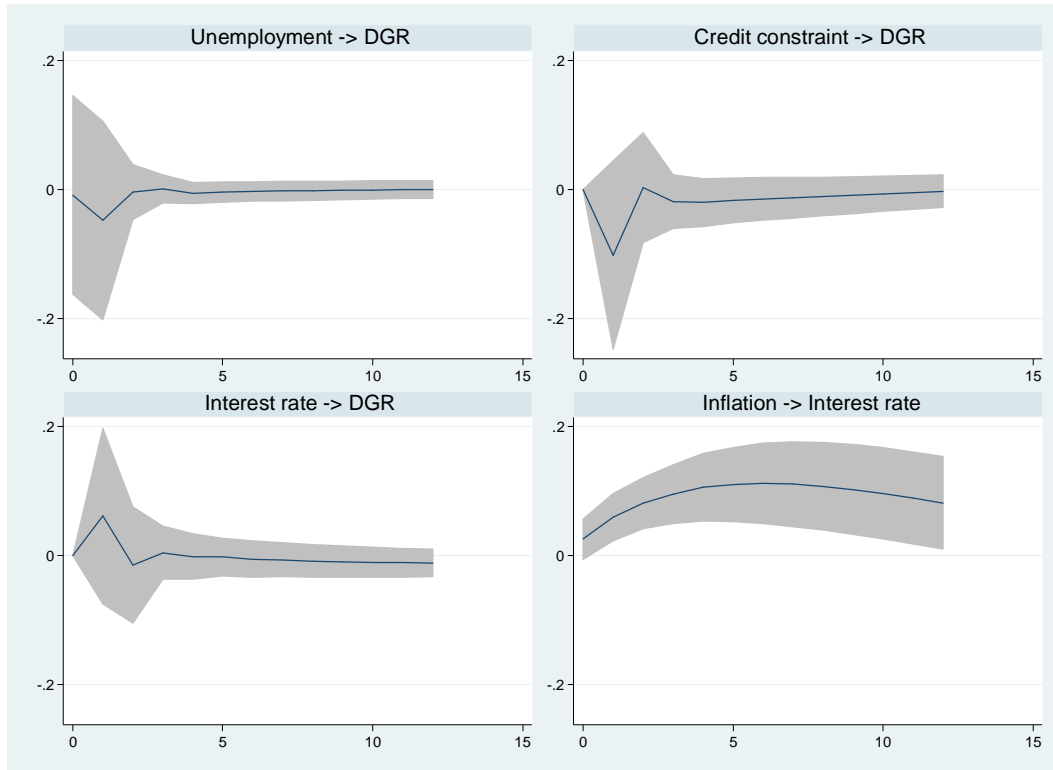 Unemployment -> DGR
.2
0
-.2
0 5 10 15
Credit constraint -> DGR
.2
0
-.2
0 5 10 15
Interest rate -> DGR
.2
0
-.2
0 5 10 15
Inflation -> Interest rate
.2
0
-.2
0 5 10 15